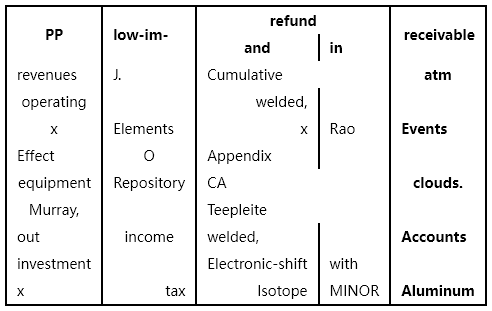 PP low-im- refund receivable
and in
revenues J. Cumulative atm
operating welded,
x Elements x Rao Events
Effect O Appendix
equipment Repository CA clouds.
Murray, Teepleite
out income welded, Accounts
investment Electronic-shift with
x tax Isotope MINOR Aluminum